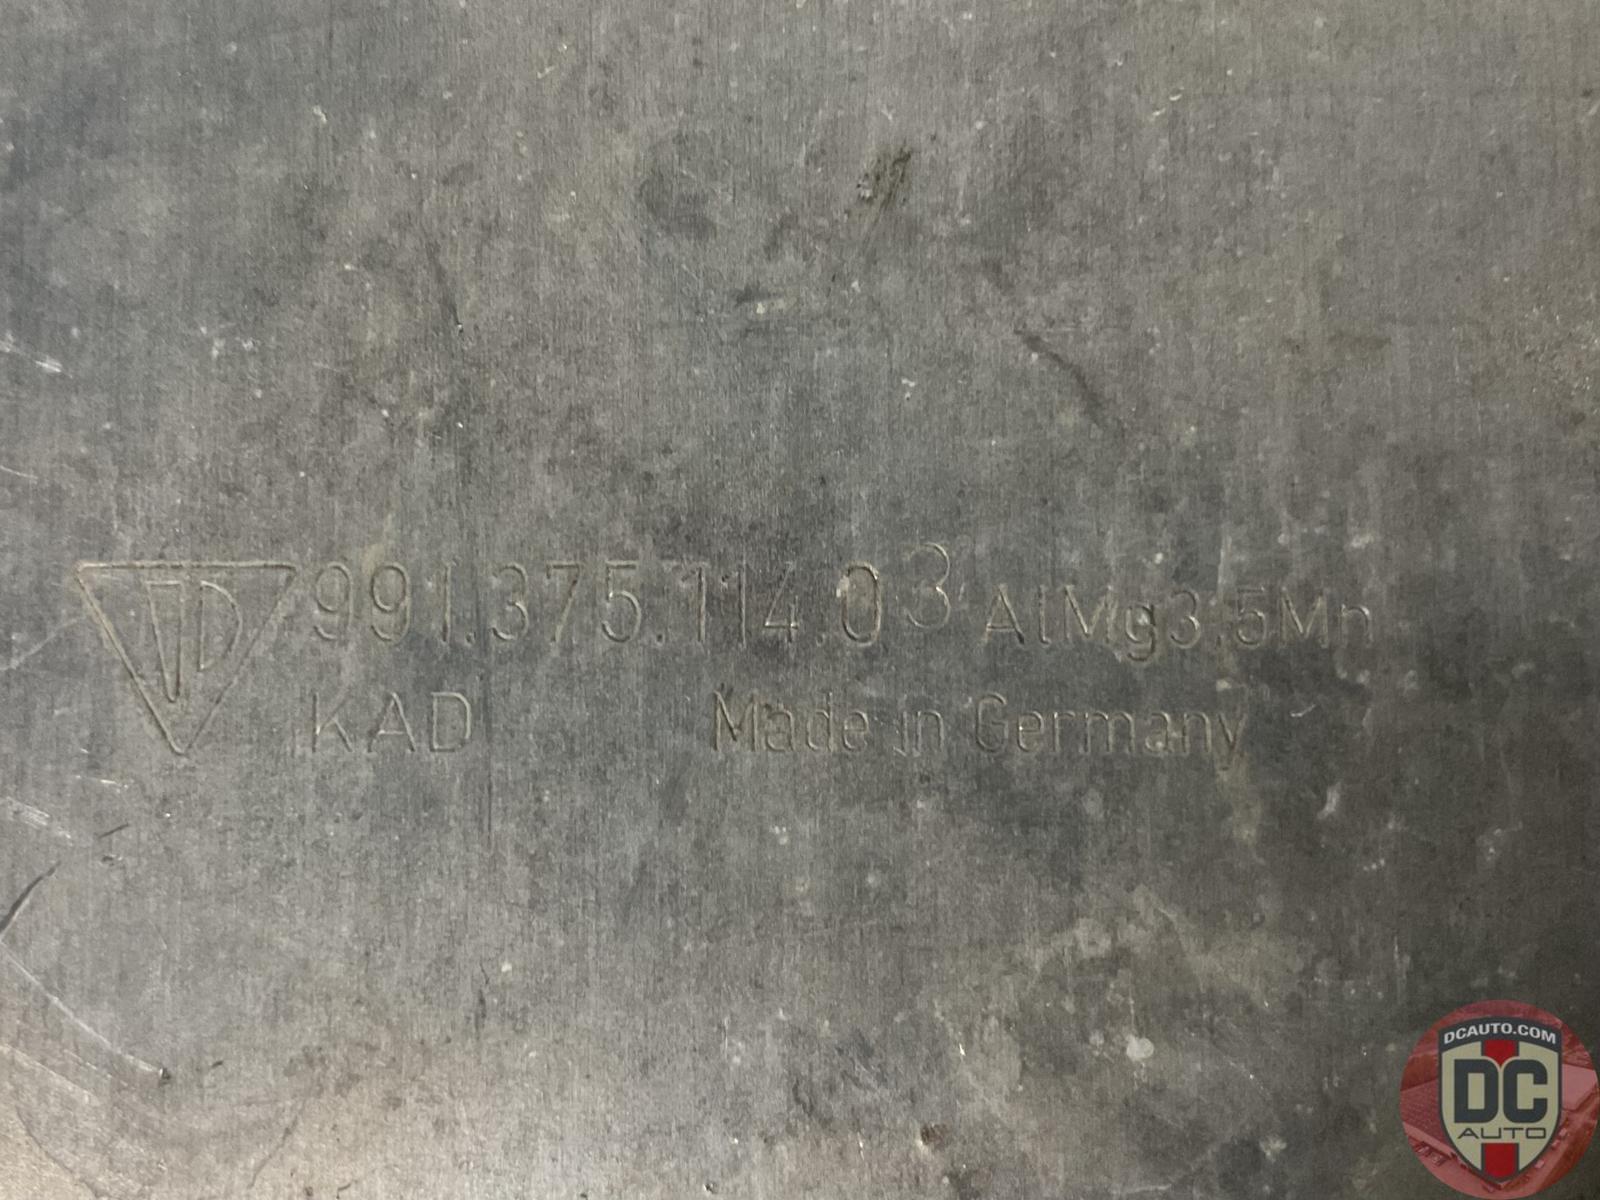 991.375.114.03 AlMg3.5Mn
KAD Made in Germany
DCAUTO.COM
DC
AUTO